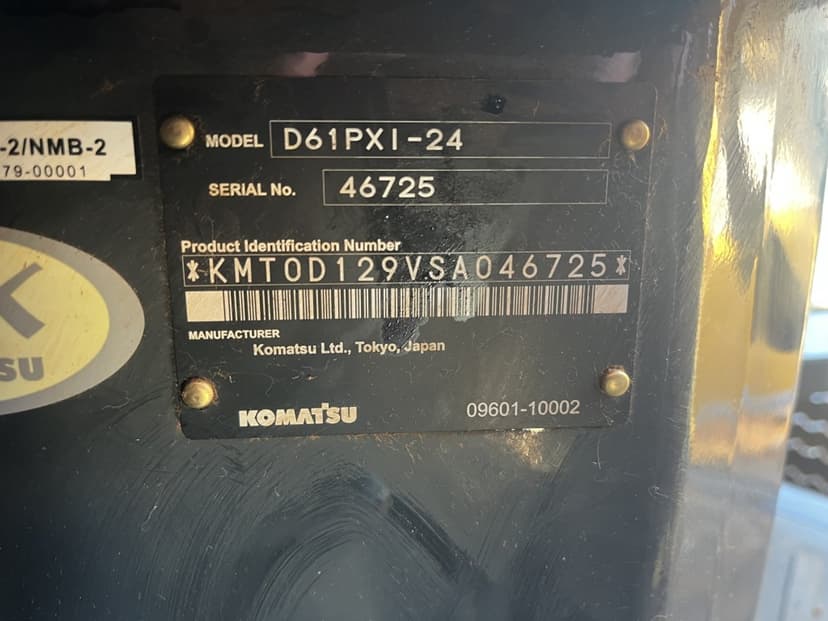 -2/NMB-2
79-00001
MODEL D61PXI-24
SERIAL No. 46725
Product Identification Number
*KMT0D129VSA046725*
MANUFACTURER
Komatsu Ltd., Tokyo, Japan
KOMATSU 09601-10002
K
SU